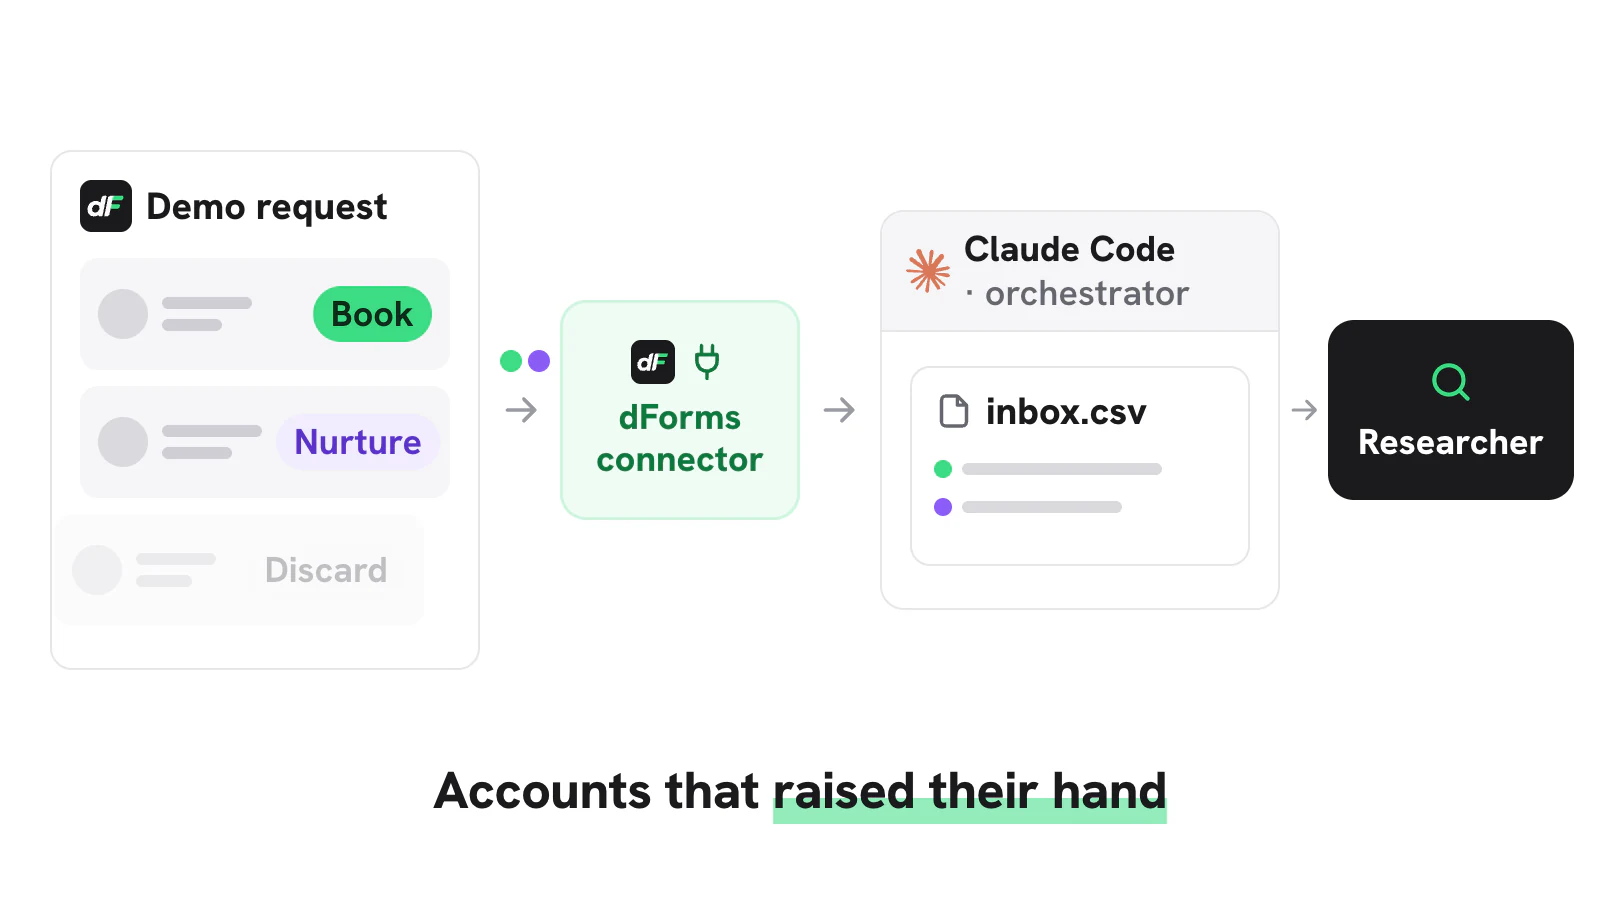 dF Demo request
Book
Nurture
Discard
dF
dForms
connector
Claude Code
· orchestrator
inbox.csv
Researcher
Accounts that raised their hand